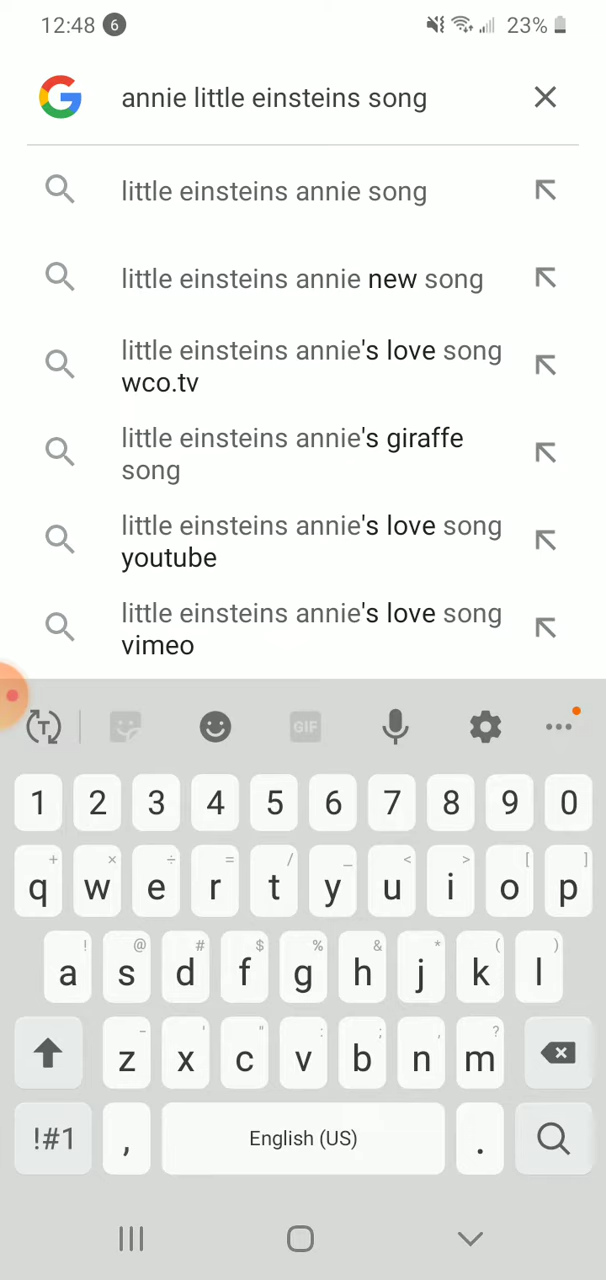 12:48 6 23%
annie little einsteins song
little einsteins annie song
little einsteins annie new song
little einsteins annie's love song
wco.tv
little einsteins annie's giraffe
song
little einsteins annie's love song
youtube
little einsteins annie's love song
vimeo
T GIF
1 2 3 4 5 6 7 8 9 0
+ × ÷ = / _ < > [ ]
q w e r t y u i o p
! @ # $ % & * ( )
a s d f g h j k l
- ' " : ; , ?
z x c v b n m
!#1 , English (US) .